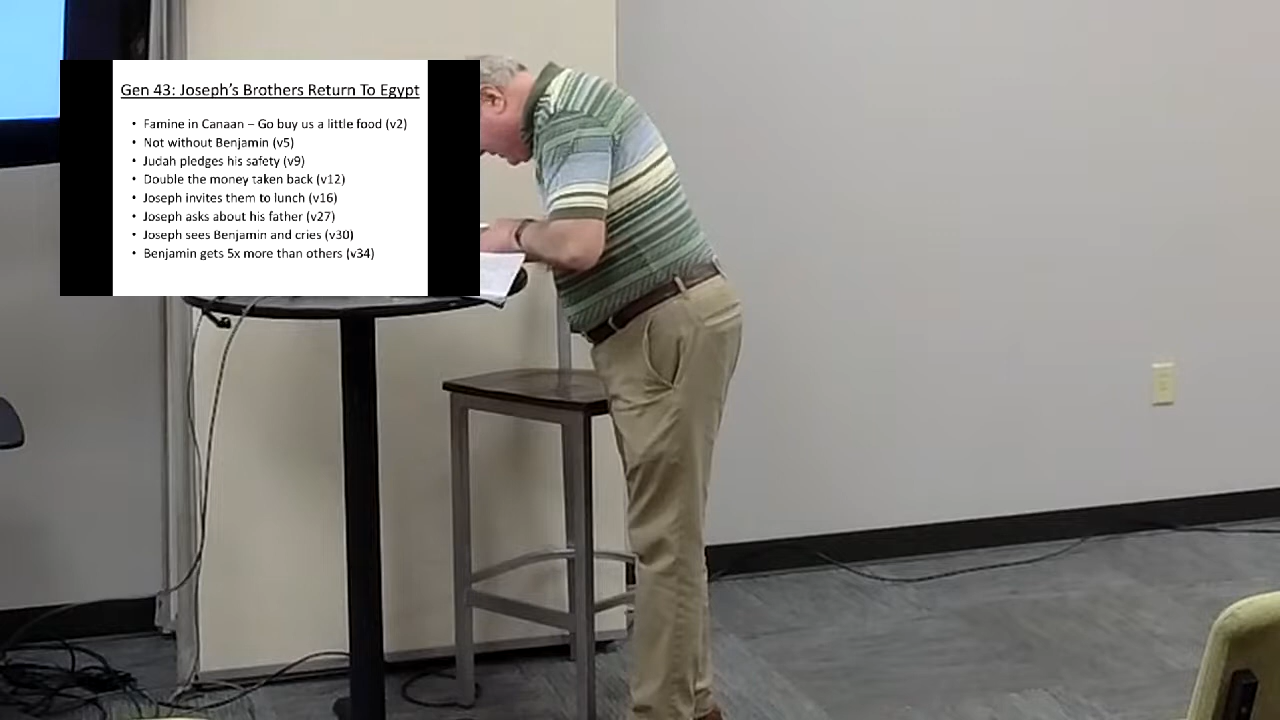 Gen 43: Joseph's Brothers Return To Egypt
• Famine in Canaan – Go buy us a little food (v2)
• Not without Benjamin (v5)
• Judah pledges his safety (v9)
• Double the money taken back (v12)
• Joseph invites them to lunch (v16)
• Joseph asks about his father (v27)
• Joseph sees Benjamin and cries (v30)
• Benjamin gets 5x more than others (v34)